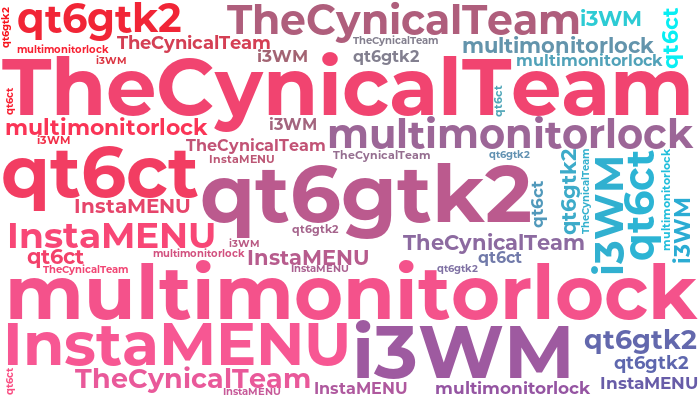 qt6gtk2
qt6gtk2
TheCynicalTeam
i3WM
qt6ct
multimonitorlock
TheCynicalTeam
i3WM
i3WM
TheCynicalTeam
qt6gtk2
multimonitorlock
multimonitorlock
TheCynicalTeam
qt6ct
qt6ct
multimonitorlock
i3WM
i3WM
multimonitorlock
TheCynicalTeam
InstaMENU
TheCynicalTeam
qt6gtk2
qt6ct
InstaMENU
qt6gtk2
qt6gtk2
qt6ct
qt6gtk2
TheCynicalTeam
i3WM
qt6ct
multimonitorlock
i3WM
InstaMENU
i3WM
TheCynicalTeam
qt6ct
TheCynicalTeam
multimonitorlock
InstaMENU
InstaMENU
qt6ct
qt6gtk2
multimonitorlock
InstaMENU
i3WM
qt6gtk2
qt6gtk2
qt6ct
TheCynicalTeam
InstaMENU
InstaMENU
multimonitorlock
InstaMENU